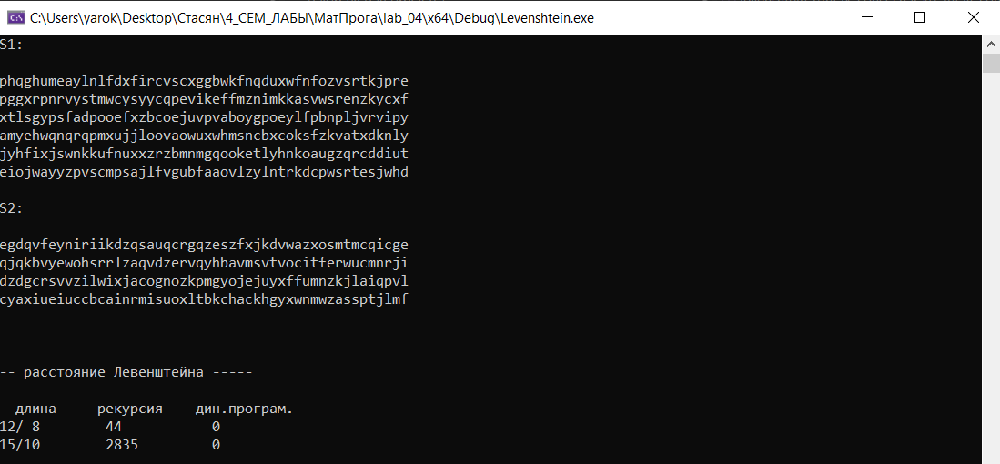 C:\Users\yarok\Desktop\Стасян\4_СЕМ_ЛАБЫ\МатПрога\lab_04\x64\Debug\Levenshtein.exe
S1:
phqghumeaylnlfdxfircvscxggbwkfnqduxwfnfozvsrtkjpre
pggxrpnrvystmwcysyycqpevikeffmznimkkasvwsrenzkycxf
xtlsgypsfadpooefxzbcoejuvpvaboygpoeylfpbnpljvrvipy
amyehwqnqrqpmxujjloovaowuxwhmsncbxcoksfzkvatxdknly
jyhfixjswnkkufnuxxzrzbmnmgqooketlyhnkoaugzqrcddiut
eiojwayyzpvscmpsajlfvgubfaaovlzylntrkdcpwsrtesjwhd
S2:
egdqvfeyniriikdzqsauqcrgqzeszfxjkdvwazxosmtmcqicge
qjqkbvyewohsrrlzaqvdzervqyhbavmsvtvocitferwucmnrji
dzdgcrsvvzilwixjacognozkpmgyojejuyxffumnzkjlaiqpvl
cyaxiueiuccbcainrmisuoxltbkchackhgyxwnmwzassptjlmf
-- расстояние Левенштейна -----
--длина --- рекурсия -- дин.програм. ---
12/ 8 44 0
15/10 2835 0